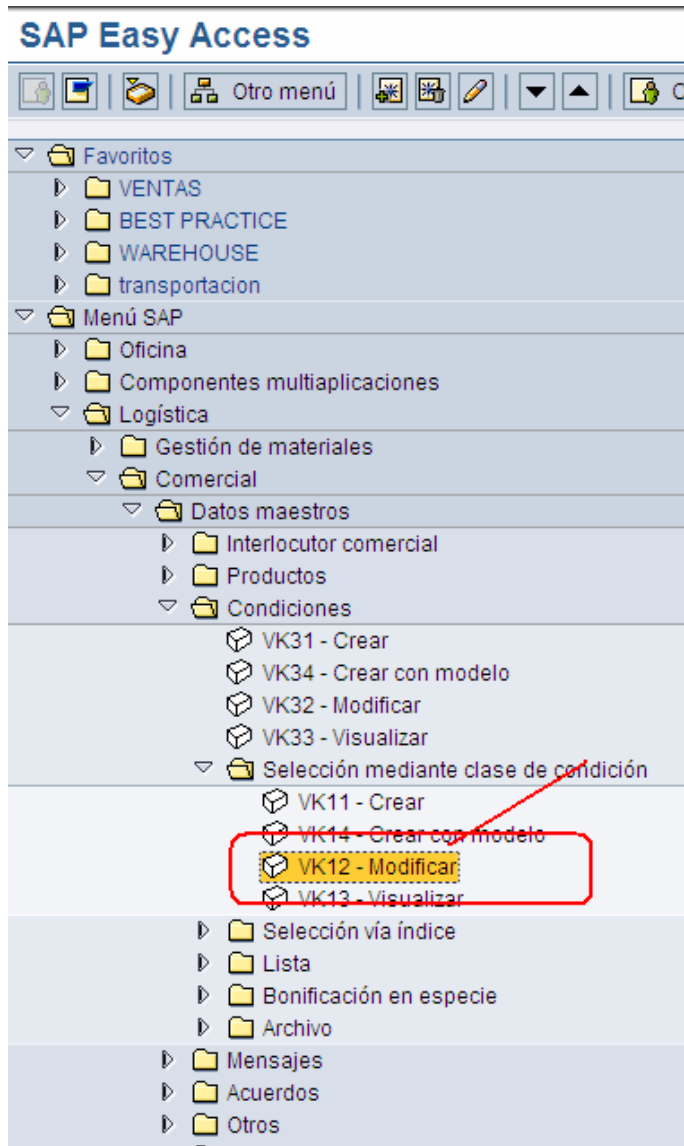 SAP Easy Access
Otro menú
Favoritos
VENTAS
BEST PRACTICE
WAREHOUSE
transportacion
Menú SAP
Oficina
Componentes multiaplicaciones
Logística
Gestión de materiales
Comercial
Datos maestros
Interlocutor comercial
Productos
Condiciones
VK31 - Crear
VK34 - Crear con modelo
VK32 - Modificar
VK33 - Visualizar
Selección mediante clase de condición
VK11 - Crear
VK14 - Crear con modelo
VK12 - Modificar
VK13 - Visualizar
Selección vía índice
Lista
Bonificación en especie
Archivo
Mensajes
Acuerdos
Otros